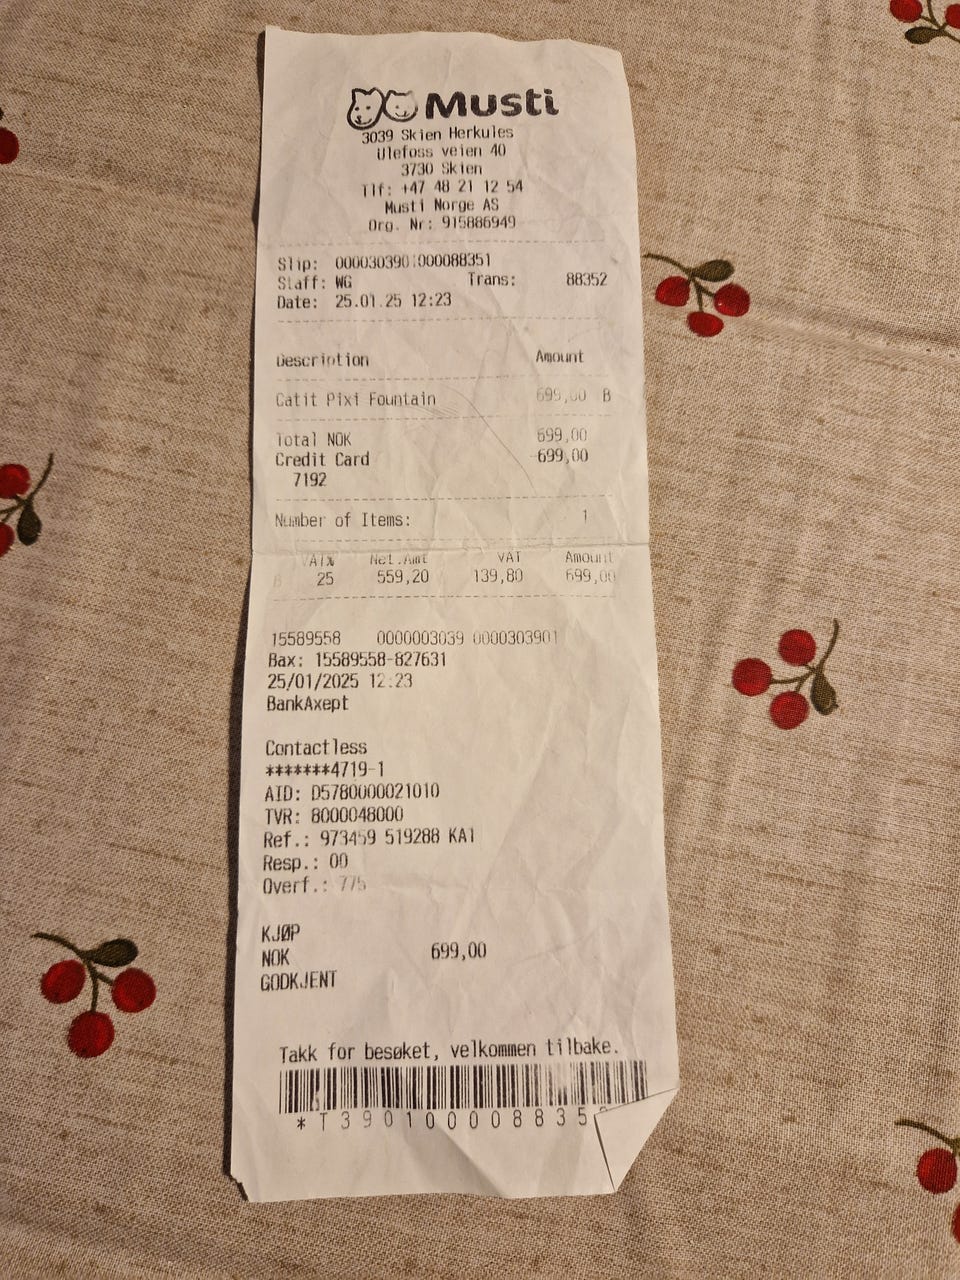 Musti
3039 Skien Herkules
Ulefoss veien 40
3730 Skien
Tlf: +47 48 21 12 54
Musti Norge AS
Org. Nr: 915886949
Slip: 000030390 000088351
Staff: WG Trans: 88352
Date: 25.01.25 12:23
Description Amount
Catit Pixi Fountain 699,00 B
Total NOK 699,00
Credit Card -699,00
7192
Number of Items: 1
VAT% Net.Amt VAT Amount
B 25 559,20 139,80 699,00
15589558 0000003039 0000303901
Bax: 15589558-827631
25/01/2025 12:23
BankAxept
Contactless
*******4719-1
AID: D5780000021010
TVR: 8000048000
Ref.: 973459 519288 KA1
Resp.: 00
Overf.: 775
KJØP
NOK 699,00
GODKJENT
Takk for besøket, velkommen tilbake.
*T390100008835